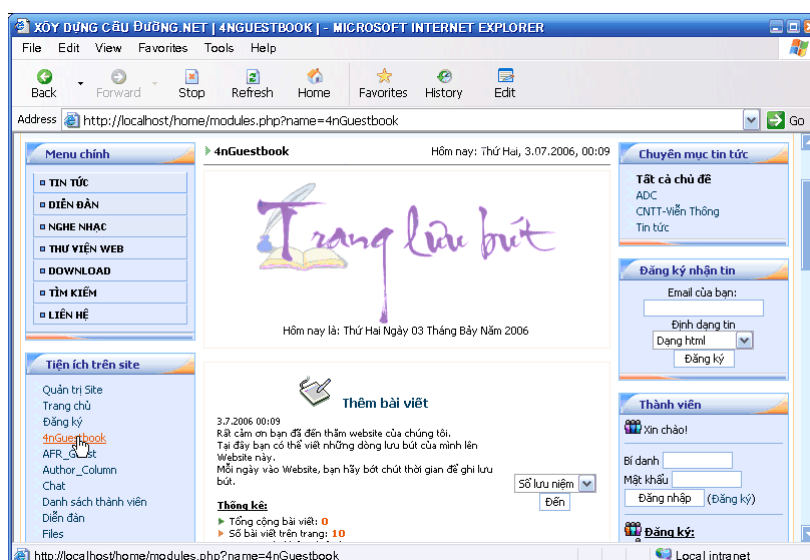 XÕY DỰNG CẦU ĐƯỜNG.NET | 4NGUESTBOOK | - MICROSOFT INTERNET EXPLORER
File Edit View Favorites Tools Help
Back Forward Stop Refresh Home Favorites History Edit
Address http://localhost/home/modules.php?name=4nGuestbook Go
Menu chính
TIN TỨC
DIỄN ĐÀN
NGHE NHẠC
THƯ VIỆN WEB
DOWNLOAD
TÌM KIẾM
LIÊN HỆ
Tiện ích trên site
Quản trị Site
Trang chủ
Đăng ký
4nGuestbook
AFR_G st
Author_Column
Chat
Danh sách thành viên
Diễn đàn
Files
4nGuestbook Hôm nay: Thứ Hai, 3.07.2006, 00:09
Trang lưu bút
Hôm nay là: Thứ Hai Ngày 03 Tháng Bảy Năm 2006
Thêm bài viết
3.7.2006 00:09
Rất cảm ơn bạn đã đến thăm website của chúng tôi.
Tại đây bạn có thể viết những dòng lưu bút của mình lên
Website này.
Mỗi ngày vào Website, bạn hãy bớt chút thời gian để ghi lưu
bút.
Sổ lưu niệm
Đến
Thống kê:
Tổng cộng bài viết: 0
Số bài viết trên trang: 10
Chuyên mục tin tức
Tất cả chủ đề
ADC
CNTT-Viễn Thông
Tin tức
Đăng ký nhận tin
Email của bạn:
Định dạng tin
Dạng html
Đăng ký
Thành viên
Xin chào!
Bí danh
Mật khẩu
Đăng nhập (Đăng ký)
Đăng ký:
http://localhost/home/modules.php?name=4nGuestbook Local intranet